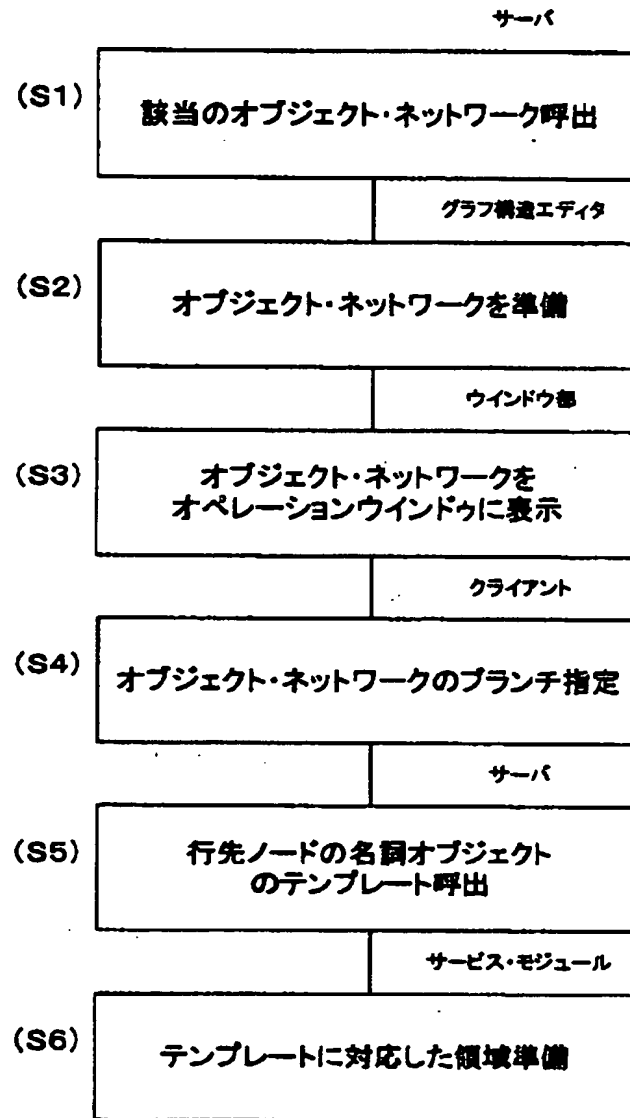 サーバ
(S1)
該当のオブジェクト・ネットワーク呼出
グラフ構造エディタ
(S2)
オブジェクト・ネットワークを準備
ウインドウ部
(S3)
オブジェクト・ネットワークを
オペレーションウインドゥに表示
クライアント
(S4)
オブジェクト・ネットワークのブランチ指定
サーバ
(S5)
行先ノードの名詞オブジェクト
のテンプレート呼出
サービス・モジュール
(S6)
テンプレートに対応した領域準備